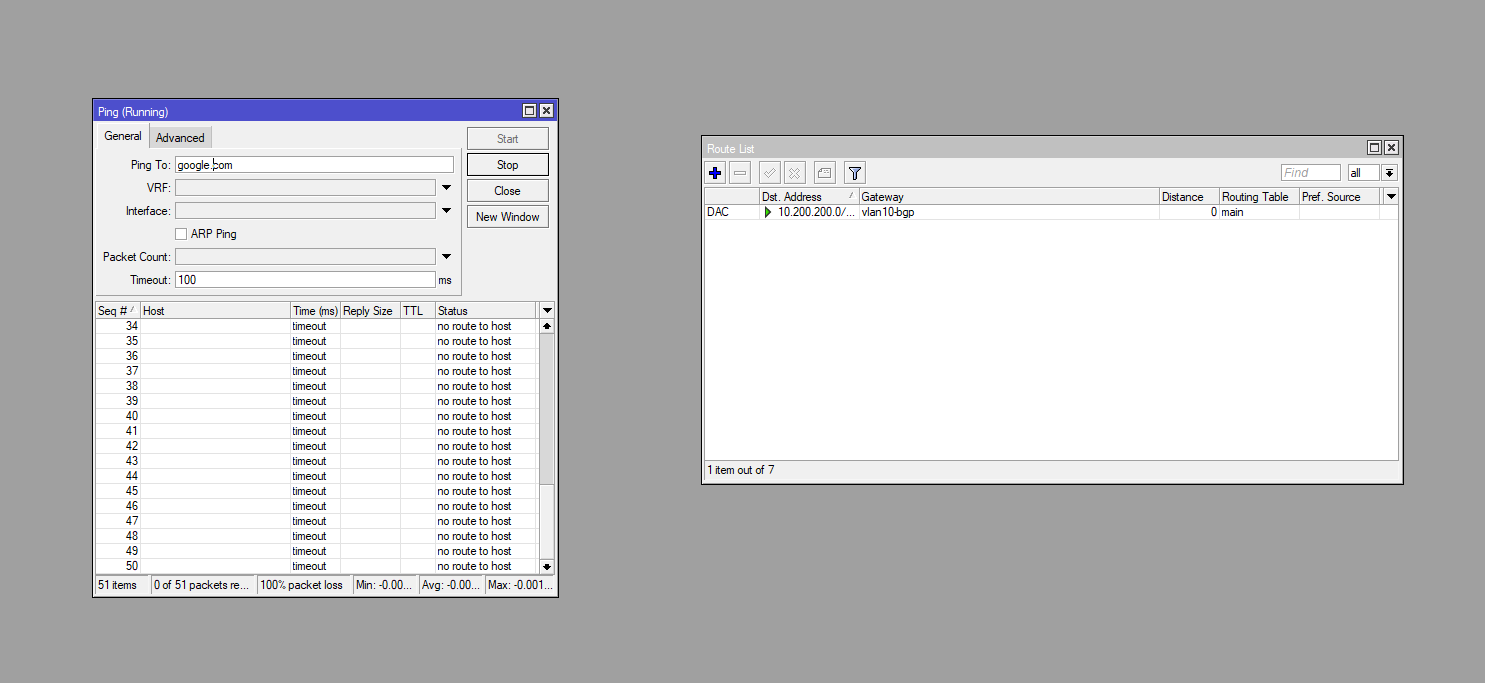 Ping (Running)
General Advanced
Start
Ping To: google.com
Stop
VRF:
Close
Interface:
New Window
ARP Ping
Packet Count:
Timeout: 100 ms
Seq # Host Time (ms) Reply Size TTL Status
34 timeout no route to host
35 timeout no route to host
36 timeout no route to host
37 timeout no route to host
38 timeout no route to host
39 timeout no route to host
40 timeout no route to host
41 timeout no route to host
42 timeout no route to host
43 timeout no route to host
44 timeout no route to host
45 timeout no route to host
46 timeout no route to host
47 timeout no route to host
48 timeout no route to host
49 timeout no route to host
50 timeout no route to host
51 items 0 of 51 packets re... 100% packet loss Min: -0.00... Avg: -0.00... Max: -0.001...
Route List
Find all
Dst. Address Gateway Distance Routing Table Pref. Source
DAC 10.200.200.0/... vlan10-bgp 0 main
1 item out of 7